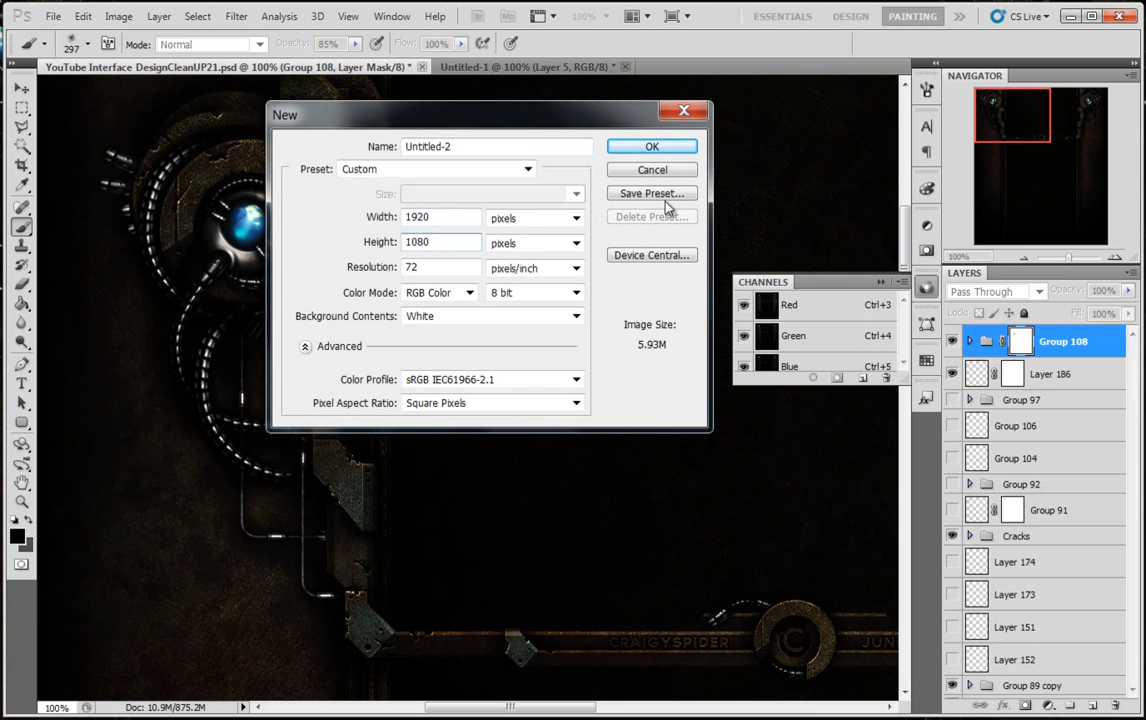 Ps File Edit Image Layer Select Filter Analysis 3D View Window Help Br Mb 100% ESSENTIALS DESIGN PAINTING CS Live
297 Mode: Normal Opacity: 85% Flow: 100%
YouTube Interface DesignCleanUP21.psd @ 100% (Group 108, Layer Mask/8) * Untitled-1 @ 100% (Layer 5, RGB/8) *
NAVIGATOR
100%
New
Name: Untitled-2
OK
Preset: Custom
Cancel
Size:
Save Preset...
Width: 1920 pixels
Delete Preset...
Height: 1080 pixels
Device Central...
Resolution: 72 pixels/inch
Color Mode: RGB Color 8 bit
Background Contents: White
Image Size:
5.93M
Advanced
Color Profile: sRGB IEC61966-2.1
Pixel Aspect Ratio: Square Pixels
CHANNELS
Red Ctrl+3
Green Ctrl+4
Blue Ctrl+5
LAYERS
Pass Through Opacity: 100%
Lock: Fill: 100%
Group 108
Layer 186
Group 97
Group 106
Group 104
Group 92
Group 91
Cracks
Layer 174
Layer 173
Layer 151
Layer 152
Group 89 copy
CRAIGYSPIDER C JUN
100% Doc: 10.9M/875.2M